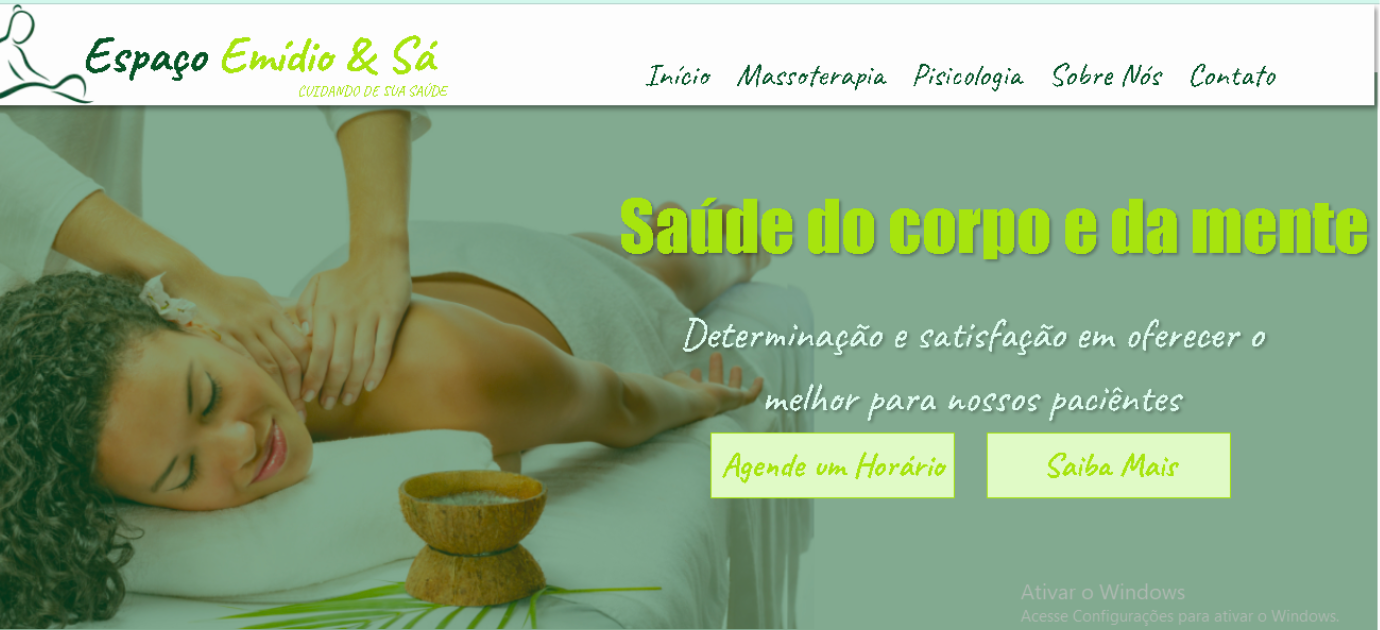 Espaço Emídio & Sá
CUIDANDO DE SUA SAÚDE
Início Massoterapia Pisicologia Sobre Nós Contato
Saúde do corpo e da mente
Determinação e satisfação em oferecer o
melhor para nossos paciêntes
Agende um Horário Saiba Mais
Ativar o Windows
Acesse Configurações para ativar o Windows.